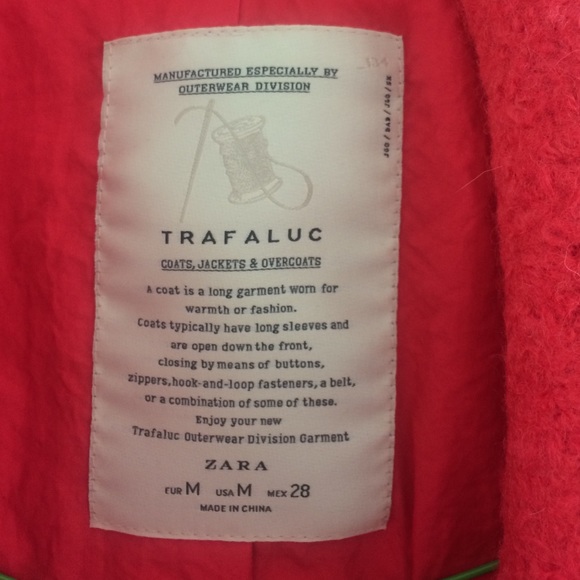 MANUFACTURED ESPECIALLY BY
OUTERWEAR DIVISION
TRAFALUC
COATS, JACKETS & OVERCOATS
A coat is a long garment worn for
warmth or fashion.
Coats typically have long sleeves and
are open down the front,
closing by means of buttons,
zippers,hook-and-loop fasteners, a belt,
or a combination of some of these.
Enjoy your new
Trafaluc Outerwear Division Garment
ZARA
EUR M USA M MEX 28
MADE IN CHINA